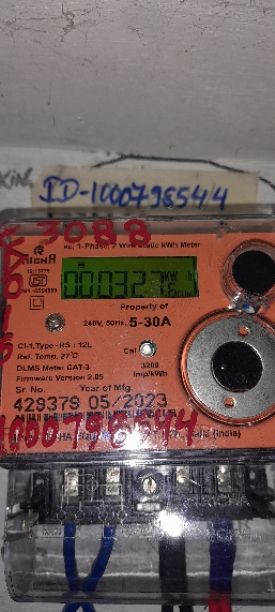 ID-1000798544
3088
1-Phase, 2 Wire Static kWh Meter
000327
KW
Property of
240V, 50Hz, 5-30A
Cl-1, Type - RS : 12L
Cal
Ref. Temp. 27°C
3200
imp/kWh
DLMS Meter CAT-3
Firmware Version 2.05
Sr. No. Year of Mfg.
429379 05/2023
1000798544
(India)